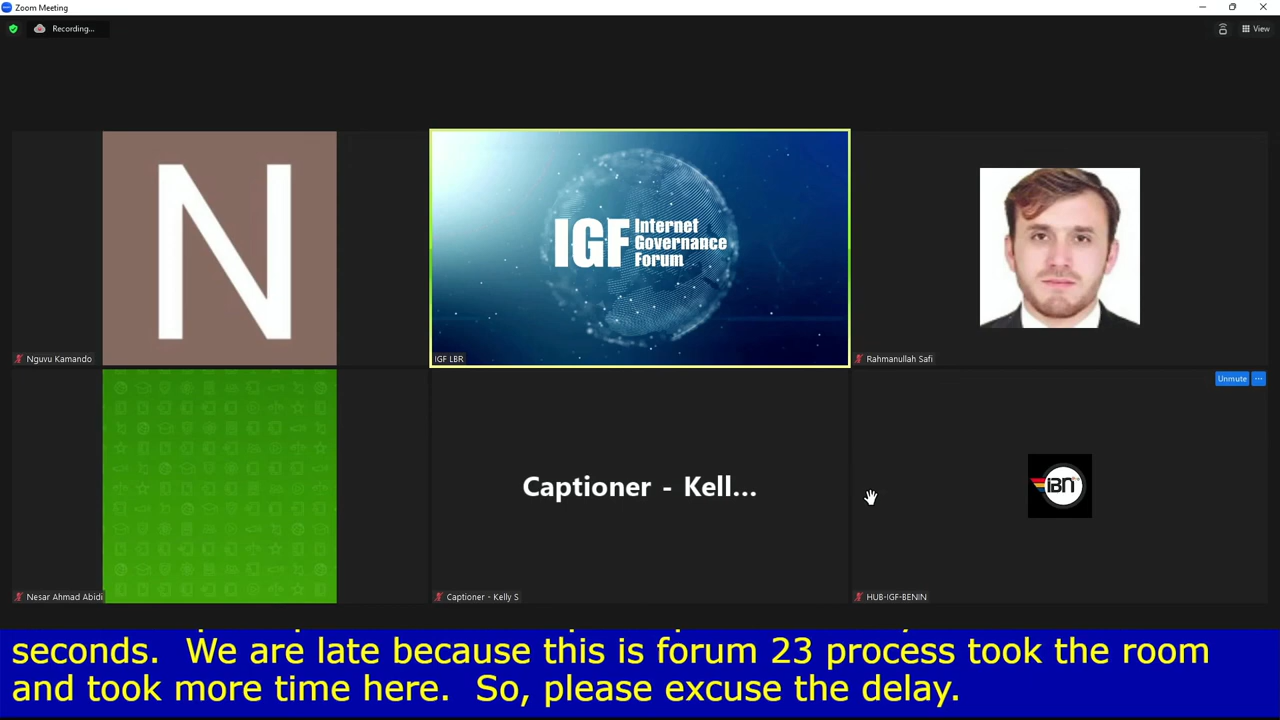 Zoom Meeting
Recording...
View
N
IGF Internet
Governance
Forum
Nguvu Kamando
IGF LBR
Rahmanullah Safi
Unmute
Captioner - Kell...
iBN
Nesar Ahmad Abidi
Captioner - Kelly S
HUB-IGF-BENIN
seconds. We are late because this is forum 23 process took the room
and took more time here. So, please excuse the delay.